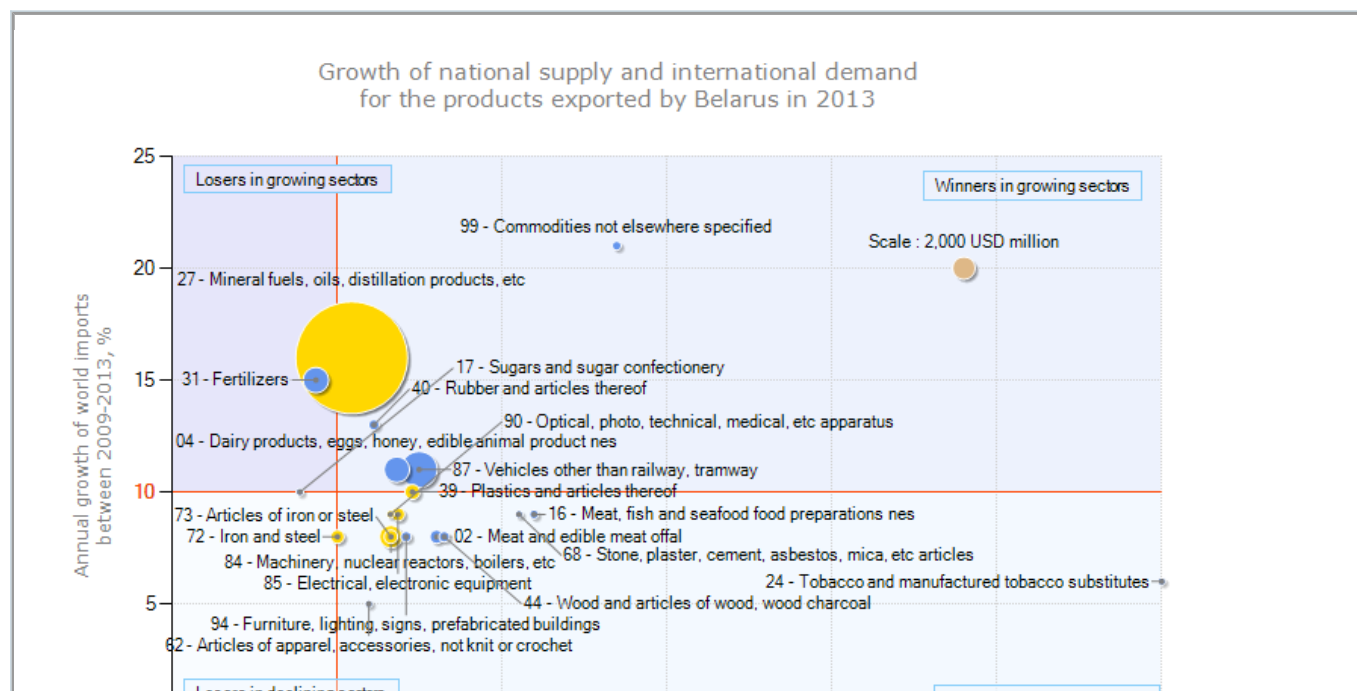 Growth of national supply and international demand
for the products exported by Belarus in 2013
25
Losers in growing sectors
Winners in growing sectors
99 - Commodities not elsewhere specified
Scale : 2,000 USD million
20
27 - Mineral fuels, oils, distillation products, etc
Annual growth of world imports
between 2009-2013, %
17 - Sugars and sugar confectionery
15
31 - Fertilizers
40 - Rubber and articles thereof
90 - Optical, photo, technical, medical, etc apparatus
04 - Dairy products, eggs, honey, edible animal product nes
87 - Vehicles other than railway, tramway
10
39 - Plastics and articles thereof
73 - Articles of iron or steel
16 - Meat, fish and seafood food preparations nes
72 - Iron and steel
02 - Meat and edible meat offal
68 - Stone, plaster, cement, asbestos, mica, etc articles
84 - Machinery, nuclear reactors, boilers, etc
85 - Electrical, electronic equipment
24 - Tobacco and manufactured tobacco substitutes
5
44 - Wood and articles of wood, wood charcoal
94 - Furniture, lighting, signs, prefabricated buildings
62 - Articles of apparel, accessories, not knit or crochet
Losers in declining sectors